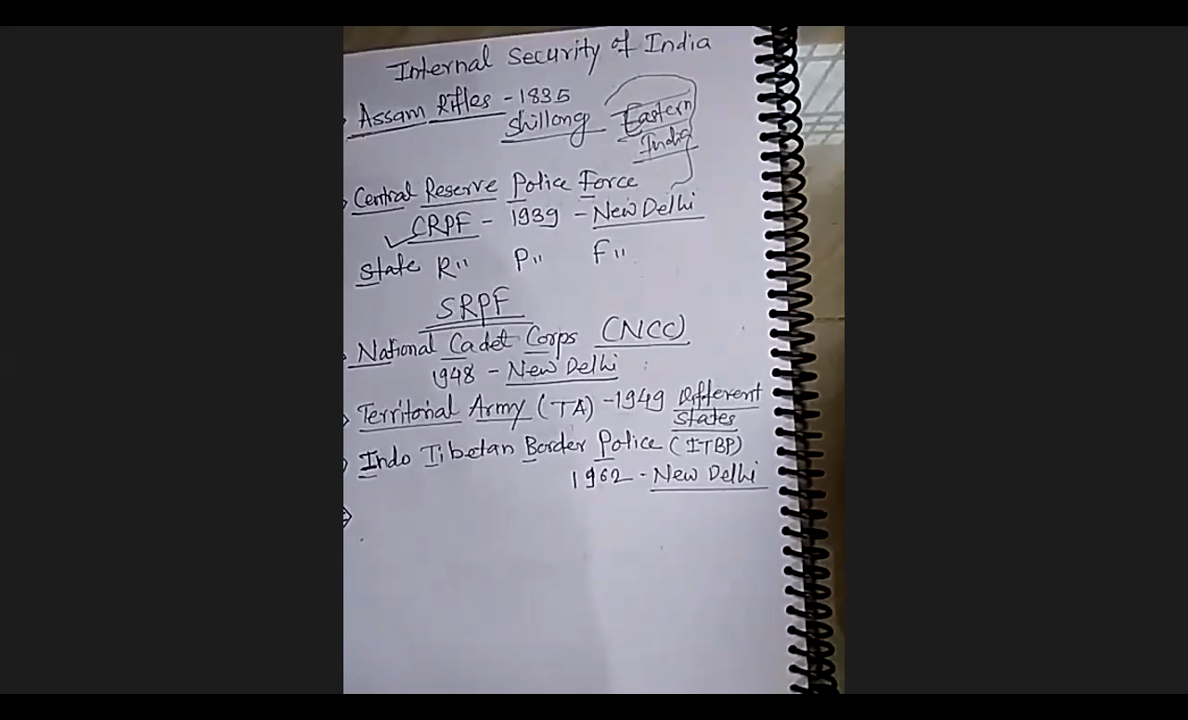 Internal Security of India
Assam Rifles - 1835
Shillong Eastern
India
Central Reserve Police Force
CRPF - 1939 - New Delhi
State R" P" F"
SRPF
National Cadet Corps (NCC)
1948 - New Delhi
Territorial Army (TA) - 1949 Different
States
Indo Tibetan Border Police (ITBP)
1962 - New Delhi